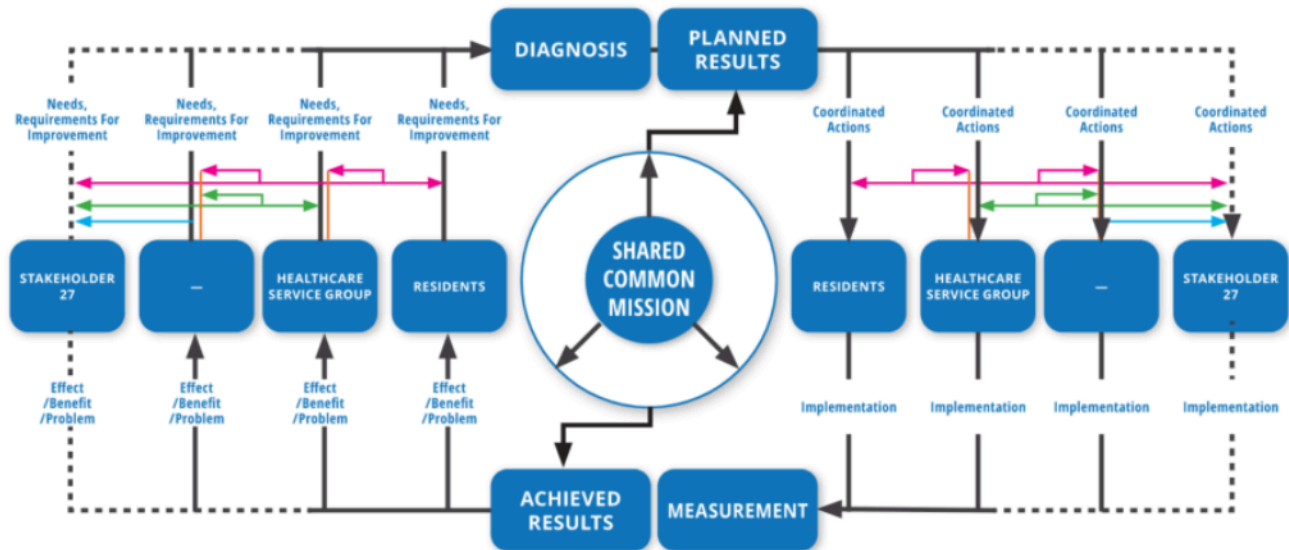 DIAGNOSIS
PLANNED
RESULTS
Needs,
Requirements For
Improvement
Needs,
Requirements For
Improvement
Needs,
Requirements For
Improvement
Needs,
Requirements For
Improvement
Coordinated
Actions
Coordinated
Actions
Coordinated
Actions
Coordinated
Actions
STAKEHOLDER
27
—
HEALTHCARE
SERVICE GROUP
RESIDENTS
SHARED
COMMON
MISSION
RESIDENTS
HEALTHCARE
SERVICE GROUP
—
STAKEHOLDER
27
Effect
/Benefit
/Problem
Effect
/Benefit
/Problem
Effect
/Benefit
/Problem
Effect
/Benefit
/Problem
Implementation
Implementation
Implementation
Implementation
ACHIEVED
RESULTS
MEASUREMENT